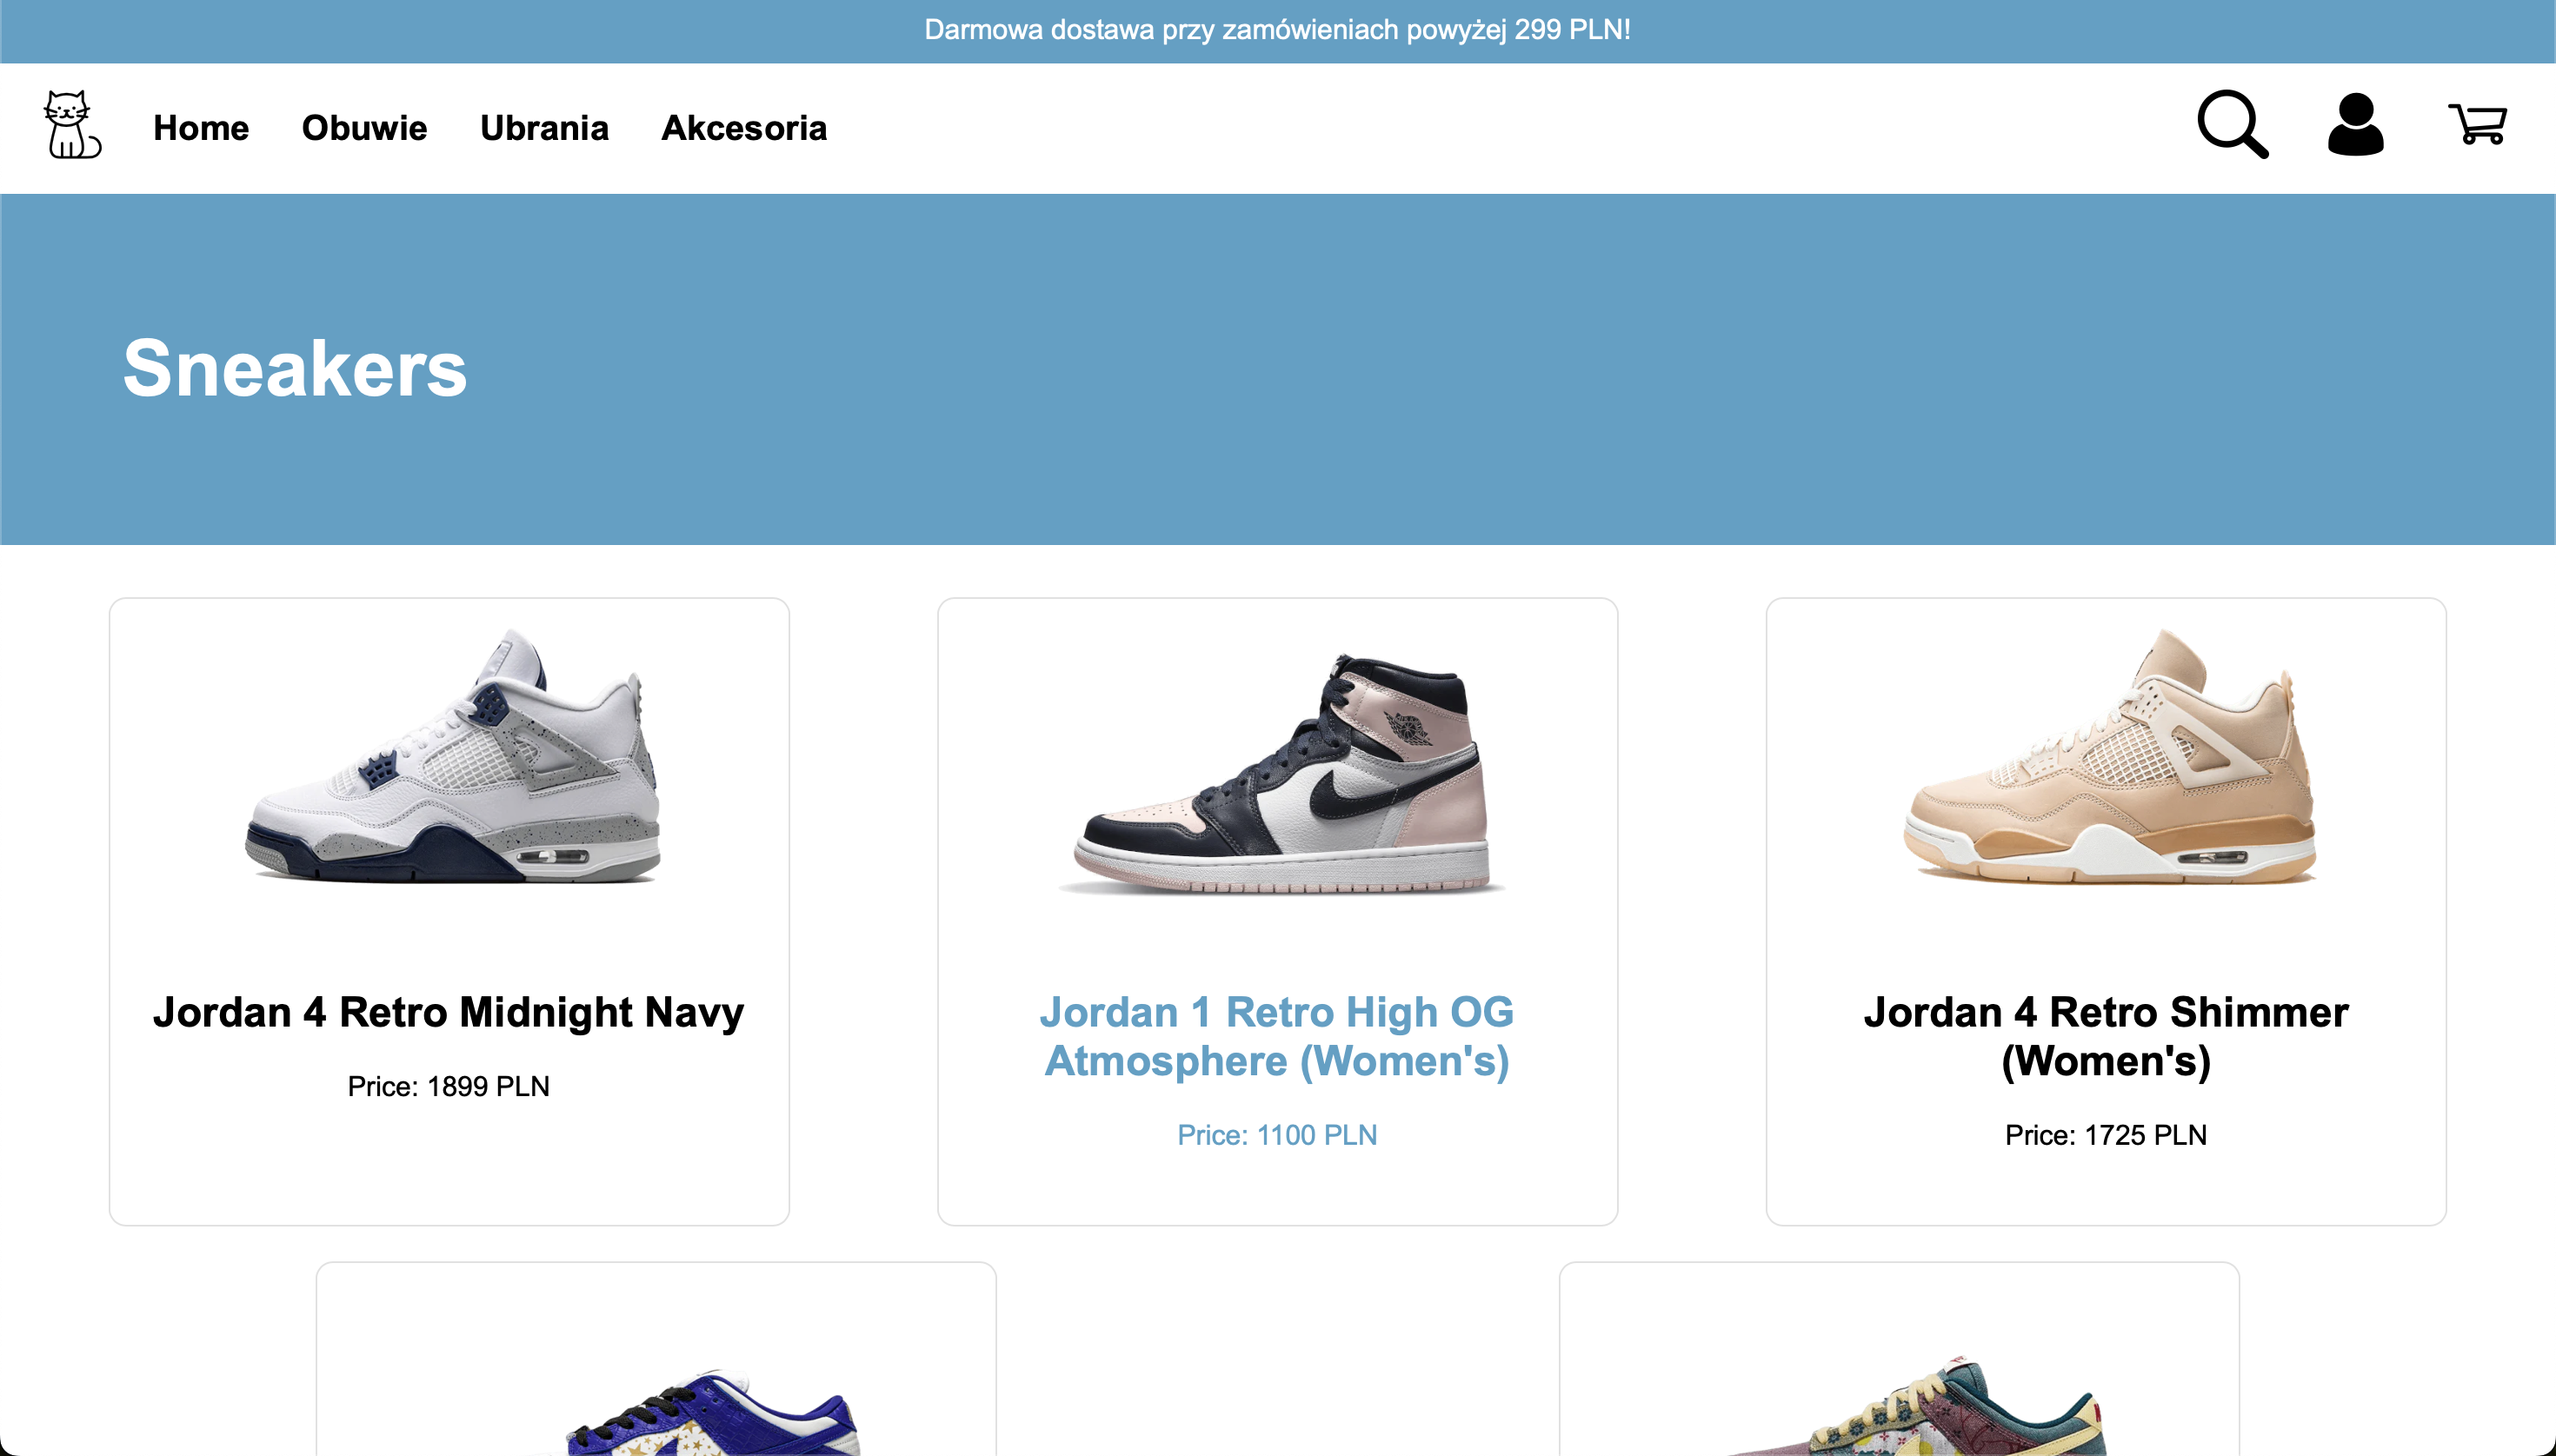 Darmowa dostawa przy zamówieniach powyżej 299 PLN!
Home
Obuwie
Ubrania
Akcesoria
Sneakers
Jordan 4 Retro Midnight Navy
Price: 1899 PLN
Jordan 1 Retro High OG
Atmosphere (Women's)
Price: 1100 PLN
Jordan 4 Retro Shimmer
(Women's)
Price: 1725 PLN